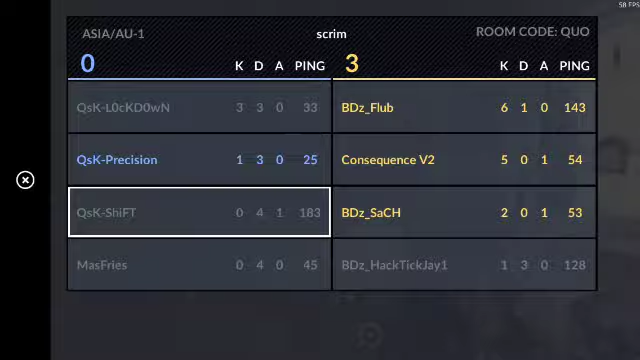 58 FPS
ASIA/AU-1 scrim ROOM CODE: QUO
0 K D A PING 3 K D A PING
QsK-L0cKD0wN 3 3 0 33 BDz_Flub 6 1 0 143
QsK-Precision 1 3 0 25 Consequence V2 5 0 1 54
QsK-ShiFT 0 4 1 183 BDz_SaCH 2 0 1 53
MasFries 0 4 0 45 BDz_HackTickJay1 1 3 0 128